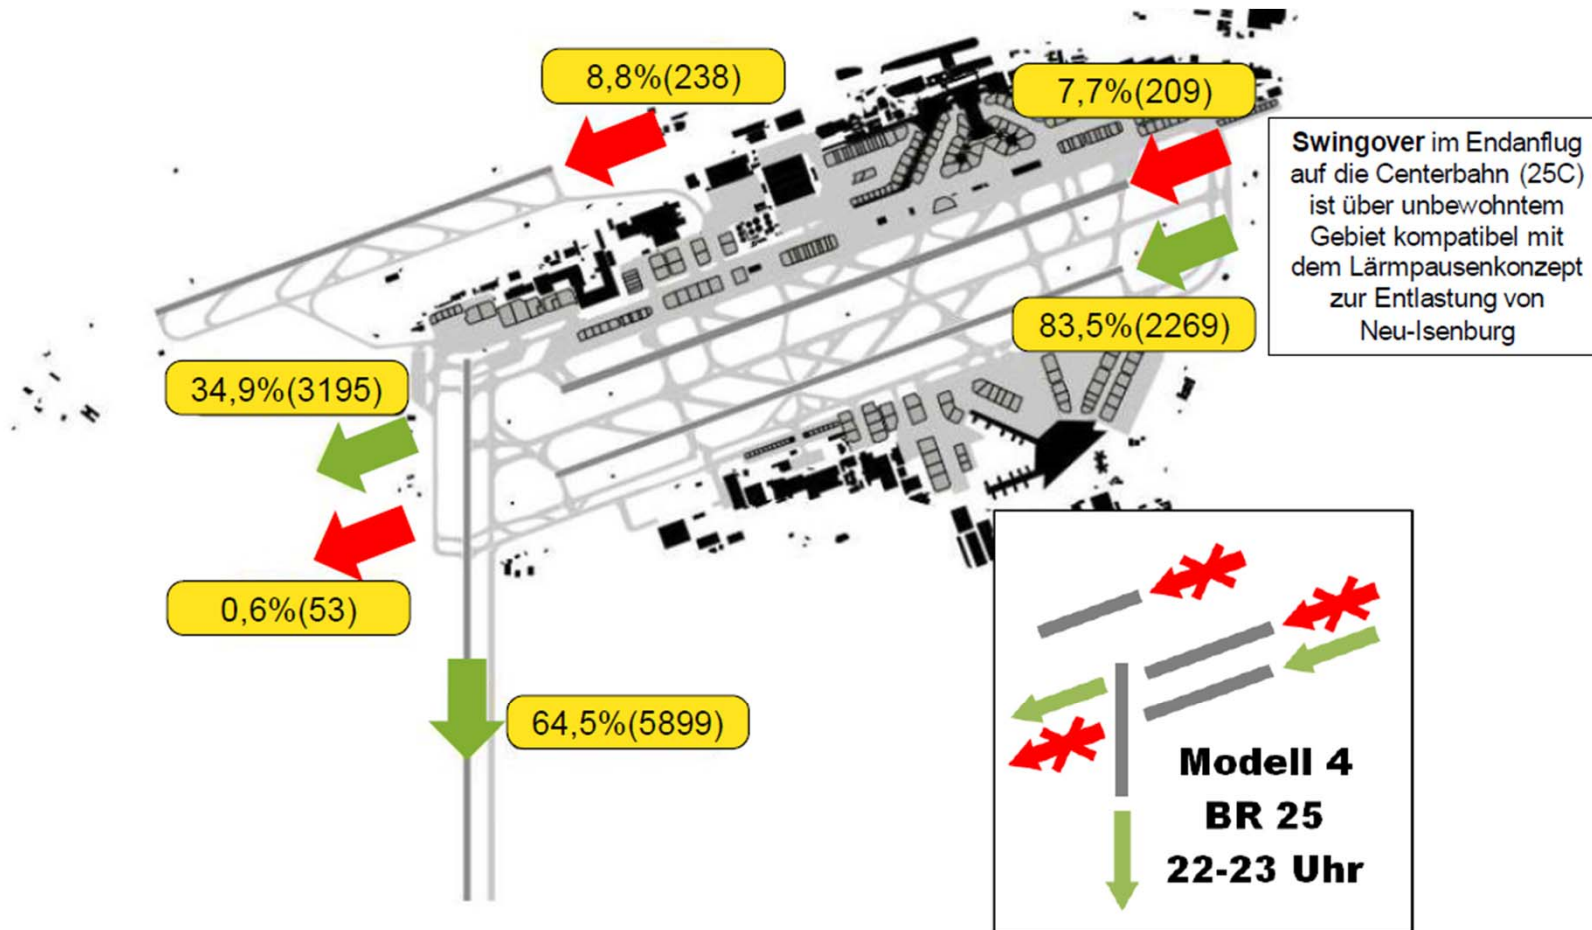 8,8%(238)
7,7%(209)
Swingover im Endanflug
auf die Centerbahn (25C)
ist über unbewohntem
Gebiet kompatibel mit
dem Lärmpausenkonzept
zur Entlastung von
Neu-Isenburg
83,5%(2269)
34,9%(3195)
0,6%(53)
64,5%(5899)
Modell 4
BR 25
22-23 Uhr